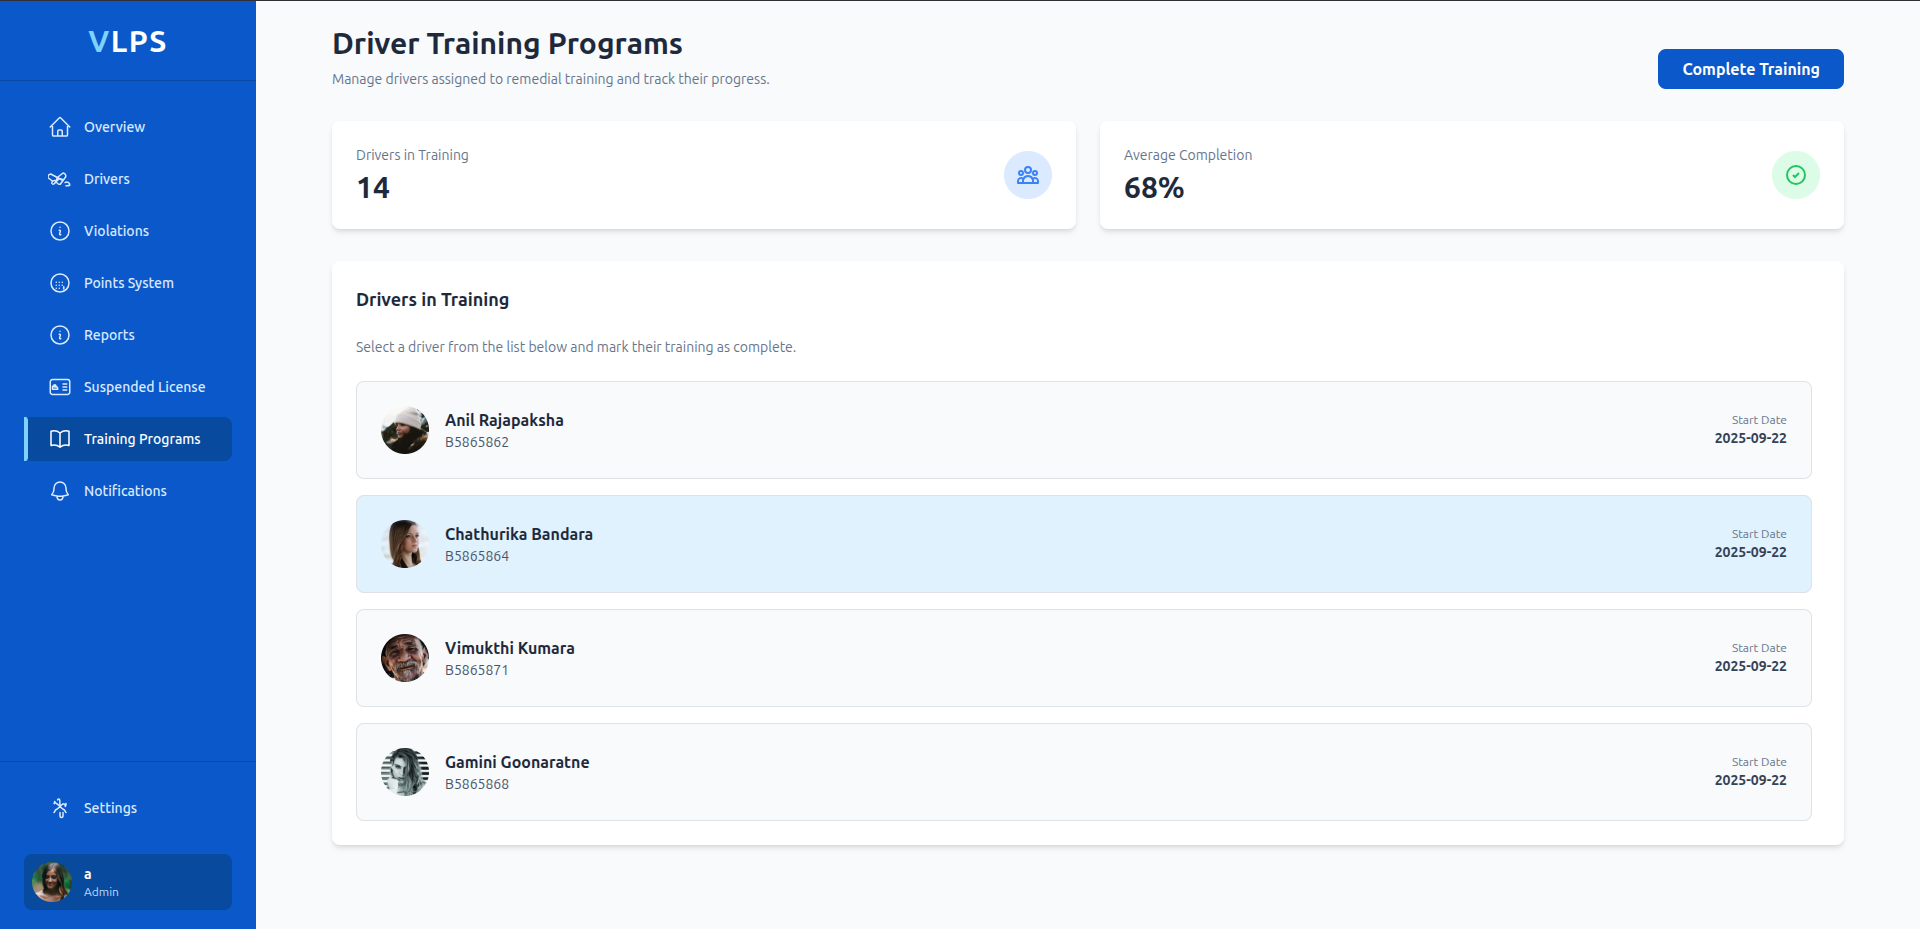 VLPS
Overview
Drivers
Violations
Points System
Reports
Suspended License
Training Programs
Notifications
Settings
a
Admin
Driver Training Programs
Manage drivers assigned to remedial training and track their progress.
Complete Training
Drivers in Training
14
Average Completion
68%
Drivers in Training
Select a driver from the list below and mark their training as complete.
Anil Rajapaksha
B5865862
Start Date
2025-09-22
Chathurika Bandara
B5865864
Start Date
2025-09-22
Vimukthi Kumara
B5865871
Start Date
2025-09-22
Gamini Goonaratne
B5865868
Start Date
2025-09-22